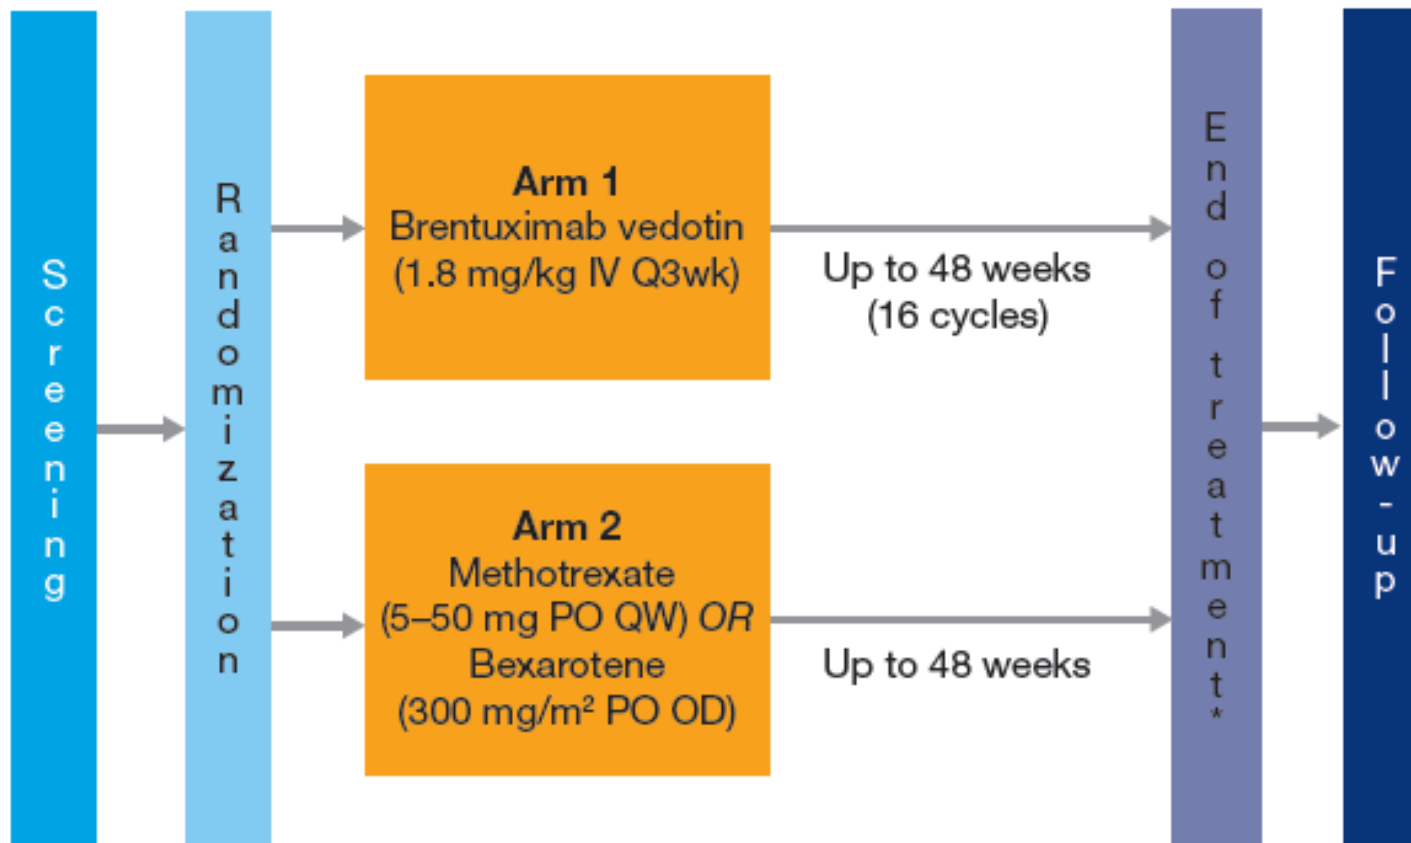 Screening
Randomization
Arm 1
Brentuximab vedotin
(1.8 mg/kg IV Q3wk)
Up to 48 weeks
(16 cycles)
Arm 2
Methotrexate
(5–50 mg PO QW) OR
Bexarotene
(300 mg/m² PO OD)
Up to 48 weeks
End of treatment*
Follow-up